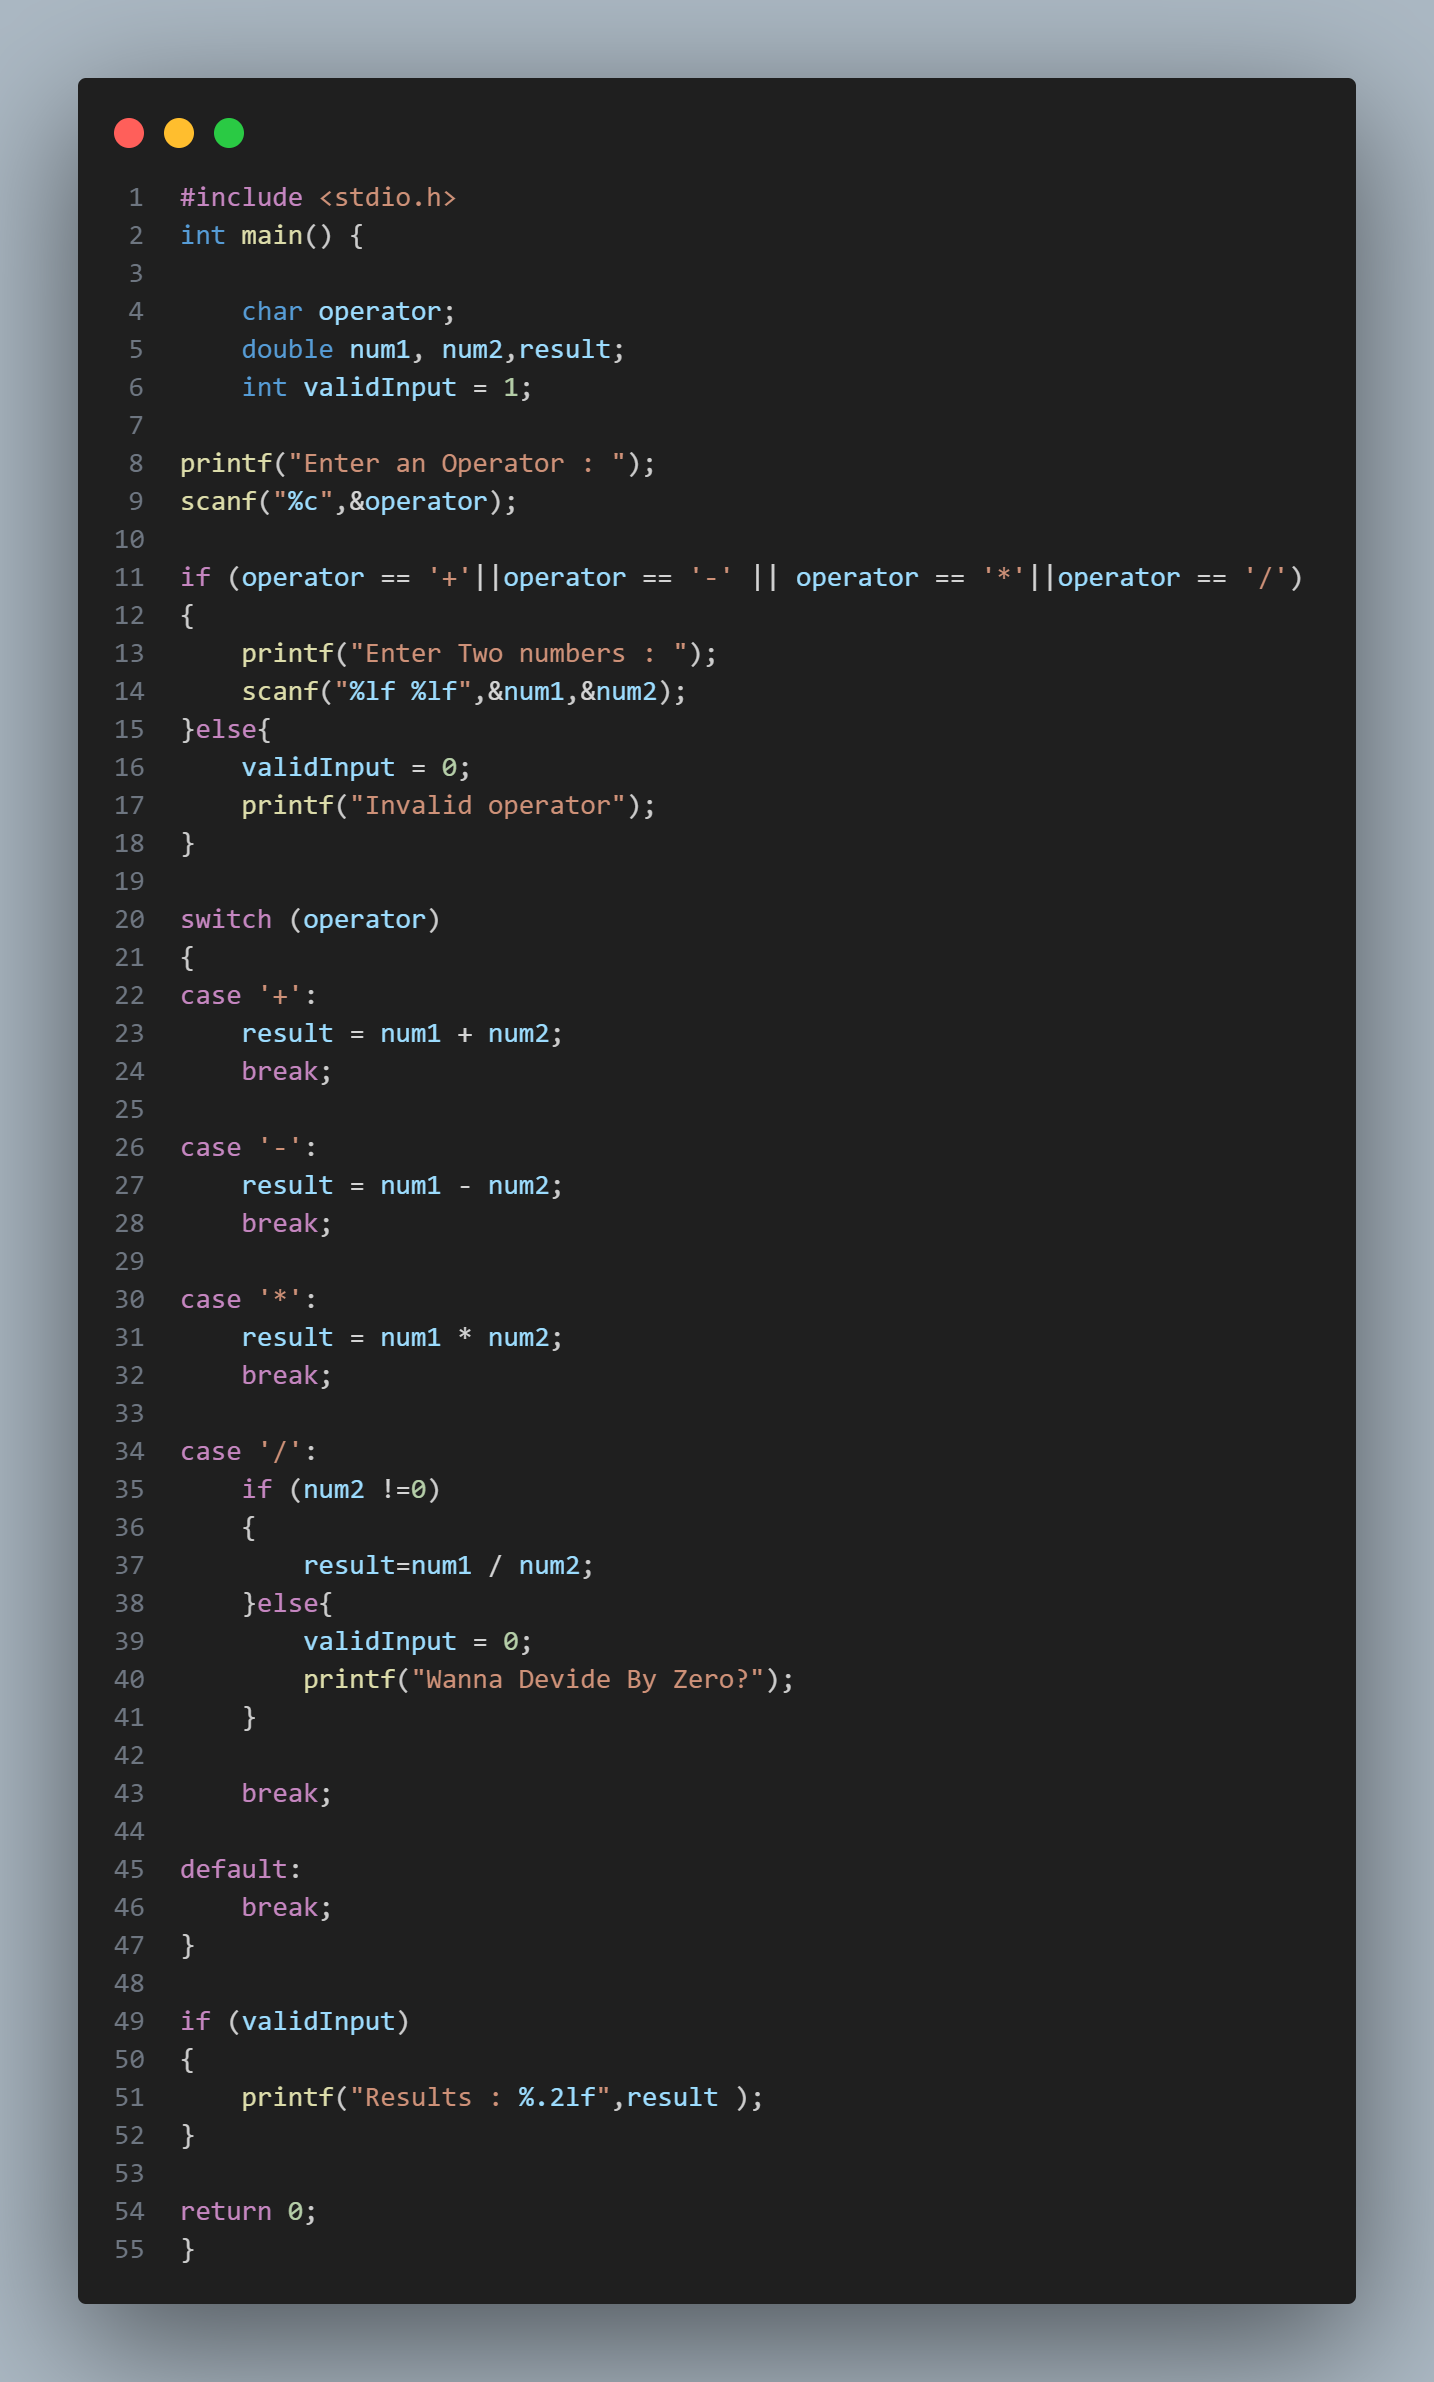 1 #include <stdio.h>
2 int main() {
3
4     char operator;
5     double num1, num2,result;
6     int validInput = 1;
7
8 printf("Enter an Operator : ");
9 scanf("%c",&operator);
10
11 if (operator == '+'||operator == '-' || operator == '*'||operator == '/')
12 {
13     printf("Enter Two numbers : ");
14     scanf("%lf %lf",&num1,&num2);
15 }else{
16     validInput = 0;
17     printf("Invalid operator");
18 }
19
20 switch (operator)
21 {
22 case '+':
23     result = num1 + num2;
24     break;
25
26 case '-':
27     result = num1 - num2;
28     break;
29
30 case '*':
31     result = num1 * num2;
32     break;
33
34 case '/':
35     if (num2 !=0)
36     {
37         result=num1 / num2;
38     }else{
39         validInput = 0;
40         printf("Wanna Devide By Zero?");
41     }
42
43     break;
44
45 default:
46     break;
47 }
48
49 if (validInput)
50 {
51     printf("Results : %.2lf",result );
52 }
53
54 return 0;
55 }